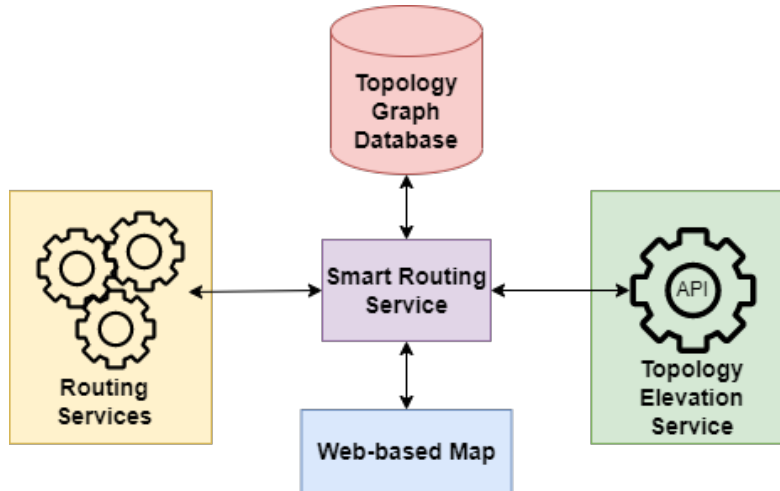 Topology
Graph
Database
Smart Routing
Service
API
Routing
Services
Topology
Elevation
Service
Web-based Map